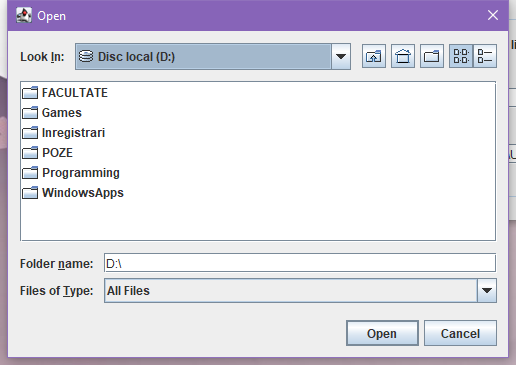 Open
Look In: Disc local (D:)
FACULTATE
Games
Inregistrari
POZE
Programming
WindowsApps
Folder name: D:\
Files of Type: All Files
Open Cancel